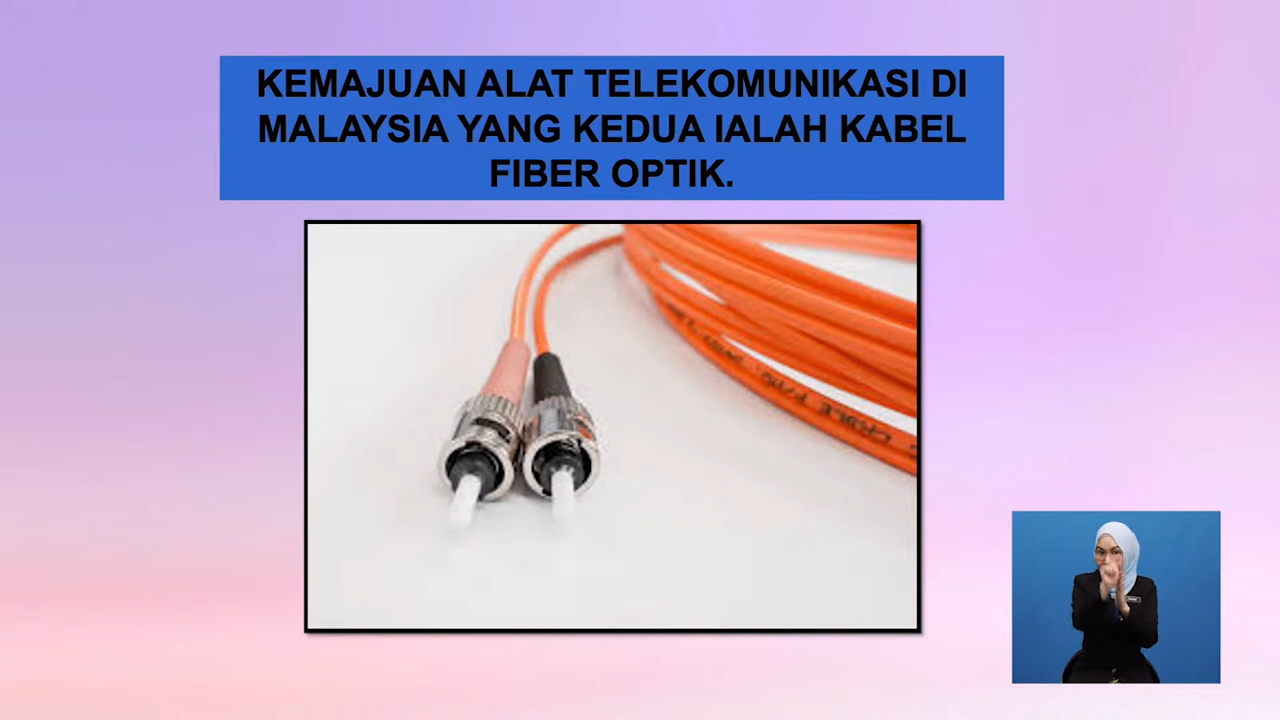 KEMAJUAN ALAT TELEKOMUNIKASI DI
MALAYSIA YANG KEDUA IALAH KABEL
FIBER OPTIK.